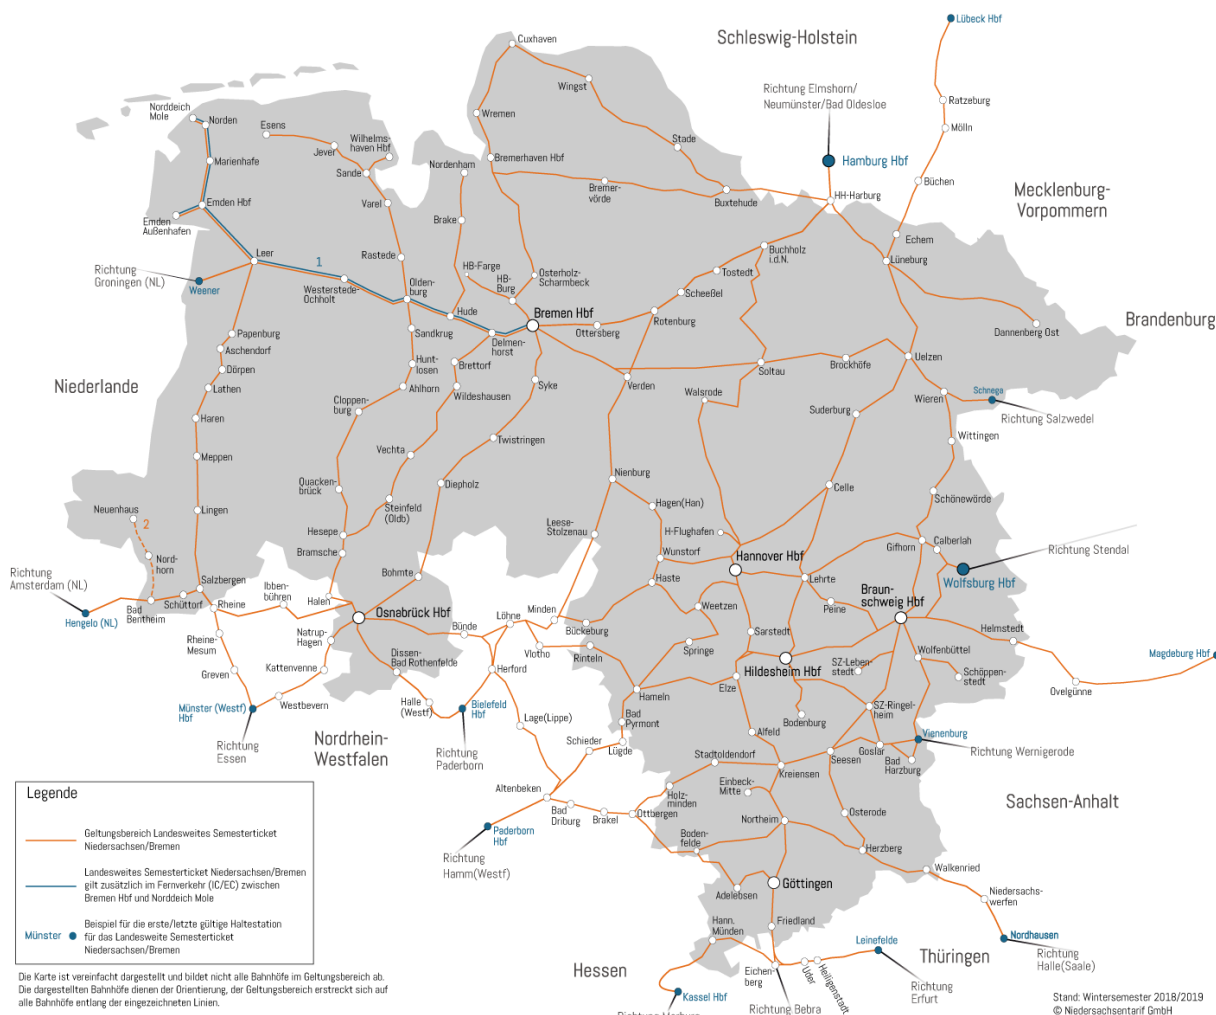 Schleswig-Holstein
Lübeck Hbf
Cuxhaven
Wingst
Richtung Elmshorn/
Neumünster/Bad Oldesloe
Ratzeburg
Mölln
Norddeich
Mole
Norden
Esens
Wremen
Stade
Jever
Wilhelms-
haven Hbf
Marienhafe
Nordenham
Bremerhaven Hbf
Hamburg Hbf
Sande
Büchen
Bremer-
vörde
Buxtehude
HH-Harburg
Mecklenburg-
Vorpommern
Emden Hbf
Varel
Emden
Außenhafen
Brake
Echem
Leer
1
Rastede
Buchholz
i.d.N.
Lüneburg
Richtung
Groningen (NL)
HB-Farge
HB-
Burg
Osterholz-
Scharmbeck
Tostedt
Weener
Westerstede-
Ochholt
Olden-
burg
Scheeßel
Hude
Bremen Hbf
Rotenburg
Dannenberg Ost
Brandenburg
Papenburg
Sandkrug
Delmen-
horst
Ottersberg
Aschendorf
Dörpen
Hunt-
losen
Brettorf
Soltau
Brockhöfe
Uelzen
Niederlande
Lathen
Ahlhorn
Wildeshausen
Syke
Verden
Walsrode
Wieren
Schnega
Haren
Cloppen-
burg
Suderburg
Richtung Salzwedel
Twistringen
Wittingen
Meppen
Vechta
Nienburg
Quacken-
brück
Diepholz
Celle
Schönewörde
Neuenhaus
2
Lingen
Steinfeld
(Oldb)
Hagen(Han)
Leese-
Stolzenau
H-Flughafen
Hesepe
Bramsche
Nord-
horn
Wunstorf
Hannover Hbf
Gifhorn
Calberlah
Richtung Stendal
Richtung
Amsterdam (NL)
Salzbergen
Bohmte
Haste
Lehrte
Wolfsburg Hbf
Schüttorf
Ibben-
bühren
Halen
Weetzen
Peine
Braun-
schweig Hbf
Hengelo (NL)
Bad
Bentheim
Rheine
Osnabrück Hbf
Bünde
Löhne
Minden
Bückeburg
Sarstedt
Helmstedt
Rheine-
Mesum
Natrup-
Hagen
Vlotho
Rinteln
Springe
Wolfenbüttel
Magdeburg Hbf
Greven
Kattenvenne
Dissen-
Bad Rothenfelde
Herford
Hildesheim Hbf
SZ-Leben-
stedt
Schöppen-
stedt
Elze
Ovelgünne
Hameln
Münster (Westf)
Hbf
Westbevern
Halle
(Westf)
Bielefeld
Hbf
Bad
Pyrmont
Bodenburg
SZ-Ringel-
heim
Lage(Lippe)
Alfeld
Vienenburg
Richtung Wernigerode
Richtung
Essen
Nordrhein-
Westfalen
Richtung
Paderborn
Schieder
Lügde
Stadtoldendorf
Seesen
Goslar
Bad
Harzburg
Kreiensen
Altenbeken
Einbeck-
Mitte
Holz-
minden
Sachsen-Anhalt
Bad
Driburg
Brakel
Ottbergen
Osterode
Northeim
Paderborn
Hbf
Boden-
felde
Herzberg
Richtung
Hamm(Westf)
Walkenried
Göttingen
Adelebsen
Niedersachs-
werfen
Hann.
Münden
Friedland
Nordhausen
Leinefelde
Thüringen
Richtung
Halle(Saale)
Hessen
Eichen-
berg
Uder
Heiligenstadt
Kassel Hbf
Richtung Bebra
Richtung
Erfurt
Legende
Geltungsbereich Landesweites Semesterticket
Niedersachsen/Bremen
Landesweites Semesterticket Niedersachsen/Bremen
gilt zusätzlich im Fernverkehr (IC/EC) zwischen
Bremen Hbf und Norddeich Mole
Münster
Beispiel für die erste/letzte gültige Haltestation
für das Landesweite Semesterticket
Niedersachsen/Bremen
Die Karte ist vereinfacht dargestellt und bildet nicht alle Bahnhöfe im Geltungsbereich ab.
Die dargestellten Bahnhöfe dienen der Orientierung, der Geltungsbereich erstreckt sich auf
alle Bahnhöfe entlang der eingezeichneten Linien.
Stand: Wintersemester 2018/2019
© Niedersachsentarif GmbH